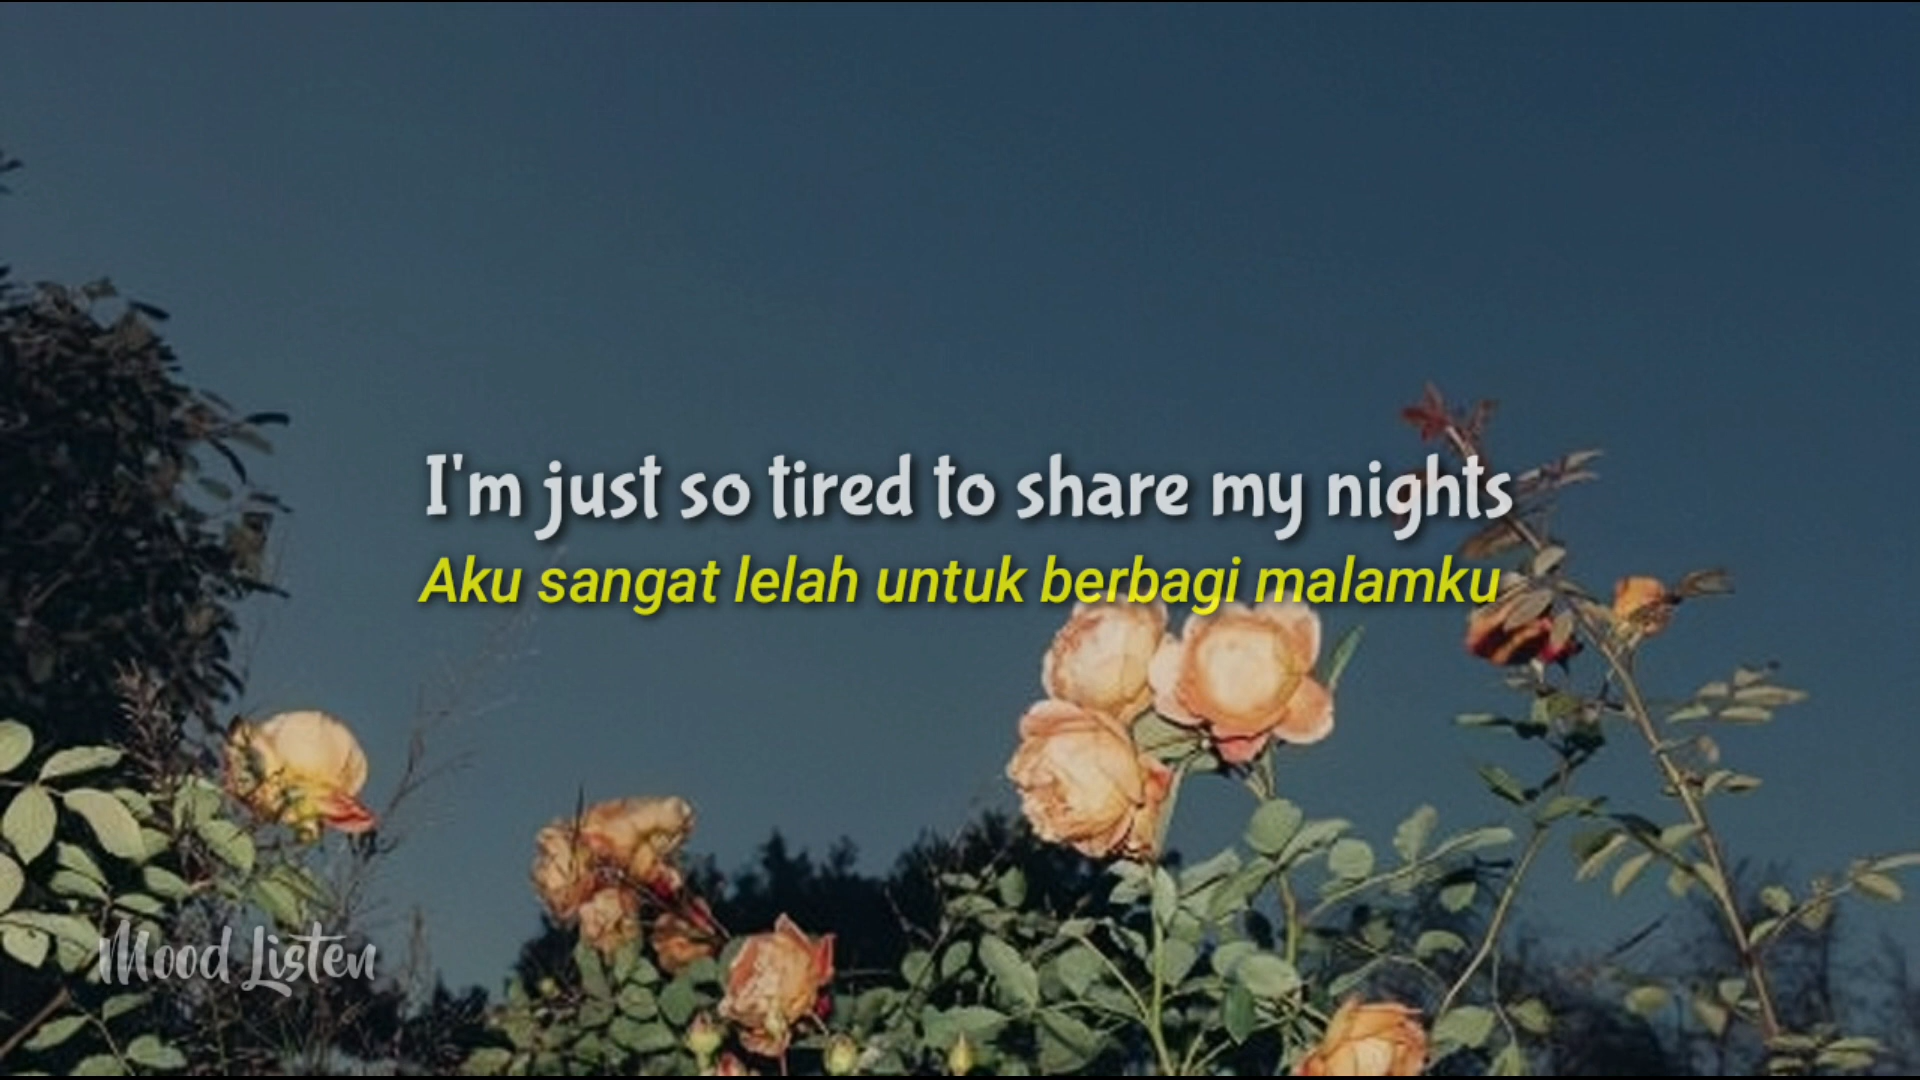 I'm just so tired to share my nights
Aku sangat lelah untuk berbagi malamku
Mood Listen